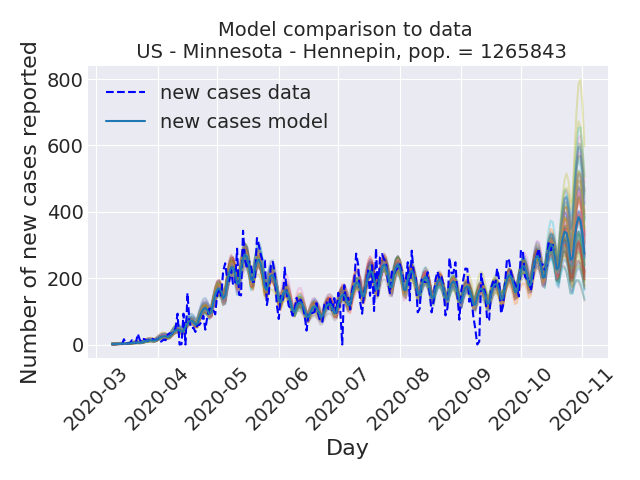 Model comparison to data
US - Minnesota - Hennepin, pop. = 1265843
Number of new cases reported
800
600
400
200
0
new cases data
new cases model
2020-03
2020-04
2020-05
2020-06
2020-07
2020-08
2020-09
2020-10
2020-11
Day